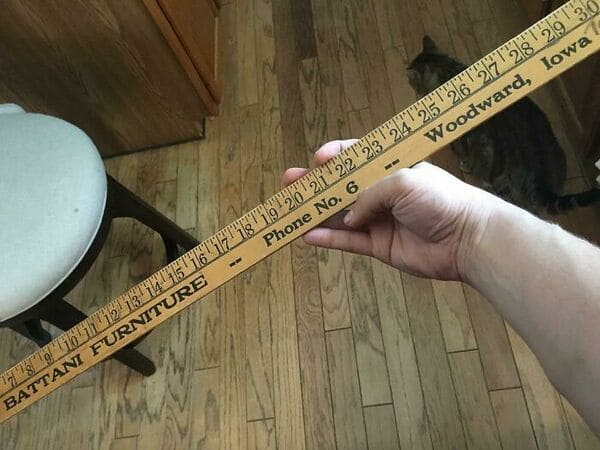 7 8 9 10 11 12 13 14 15 16 17 18 19 20 21 22 23 24 25 26 27 28 29 30
BATTANI FURNITURE -- Phone No. 6 -- Woodward, Iowa